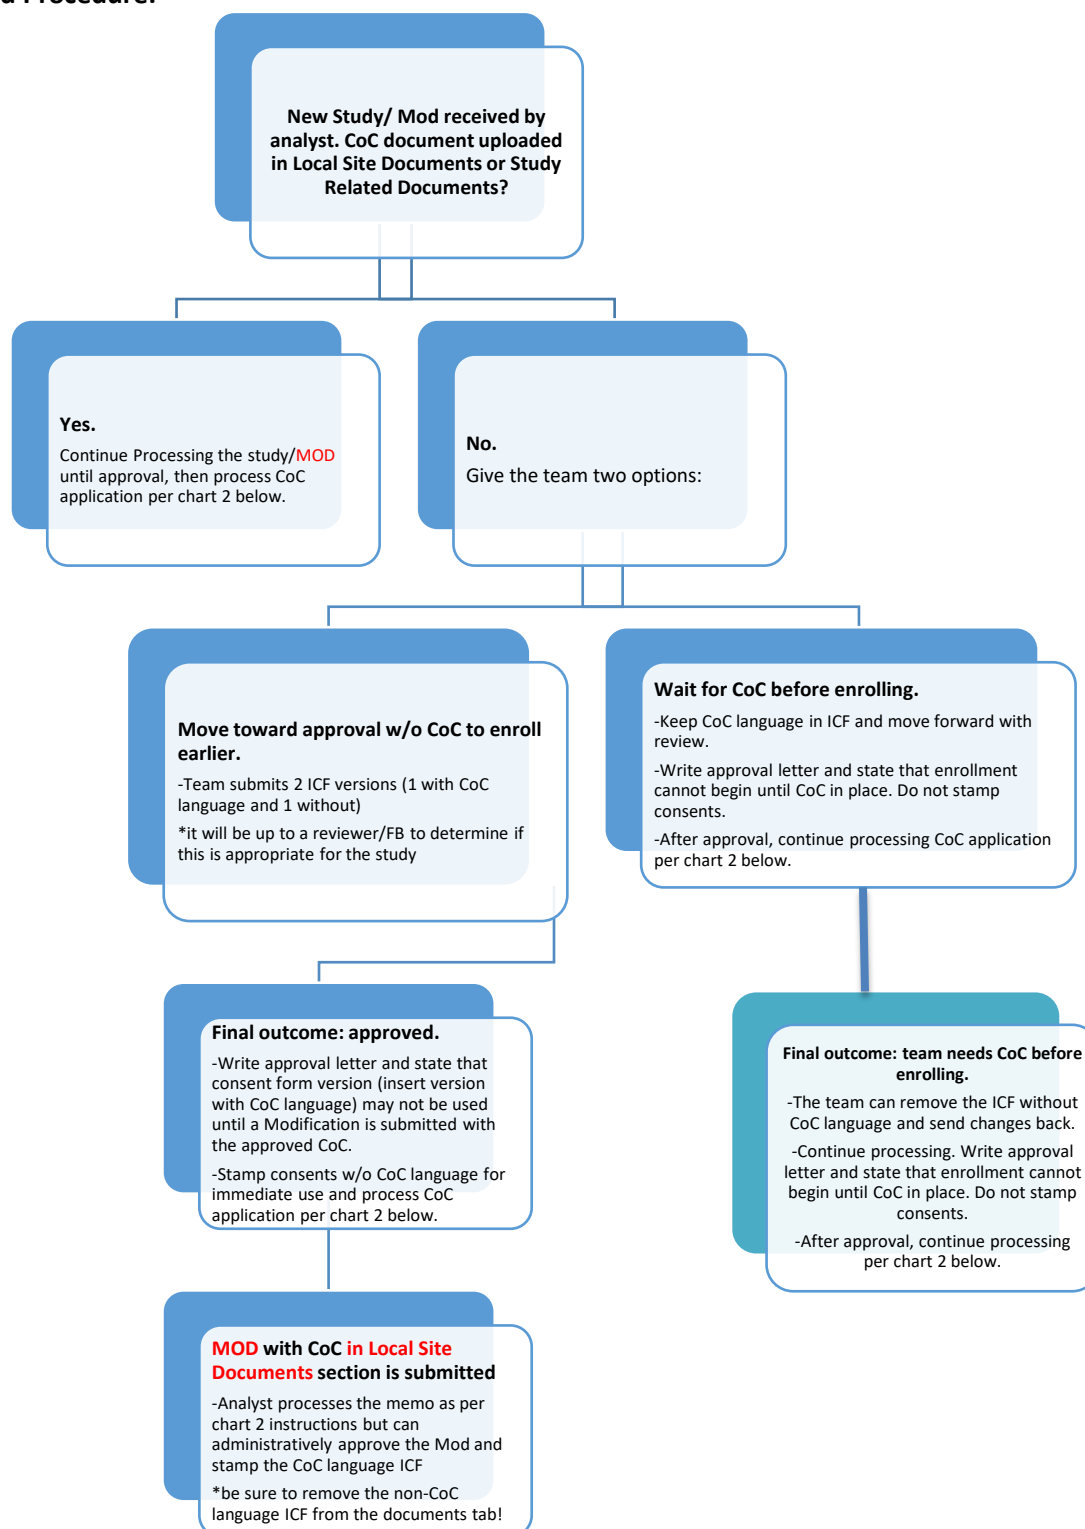 d Procedure:
New Study/ Mod received by
analyst. CoC document uploaded
in Local Site Documents or Study
Related Documents?
Yes.
Continue Processing the study/MOD
until approval, then process CoC
application per chart 2 below.
No.
Give the team two options:
Move toward approval w/o CoC to enroll
earlier.
-Team submits 2 ICF versions (1 with CoC
language and 1 without)
*it will be up to a reviewer/FB to determine if
this is appropriate for the study
Wait for CoC before enrolling.
-Keep CoC language in ICF and move forward with
review.
-Write approval letter and state that enrollment
cannot begin until CoC in place. Do not stamp
consents.
-After approval, continue processing CoC application
per chart 2 below.
Final outcome: approved.
-Write approval letter and state that
consent form version (insert version
with CoC language) may not be used
until a Modification is submitted with
the approved CoC.
-Stamp consents w/o CoC language for
immediate use and process CoC
application per chart 2 below.
Final outcome: team needs CoC before
enrolling.
-The team can remove the ICF without
CoC language and send changes back.
-Continue processing. Write approval
letter and state that enrollment cannot
begin until CoC in place. Do not stamp
consents.
-After approval, continue processing
per chart 2 below.
MOD with CoC in Local Site
Documents section is submitted
-Analyst processes the memo as per
chart 2 instructions but can
administratively approve the Mod and
stamp the CoC language ICF
*be sure to remove the non-CoC
language ICF from the documents tab!